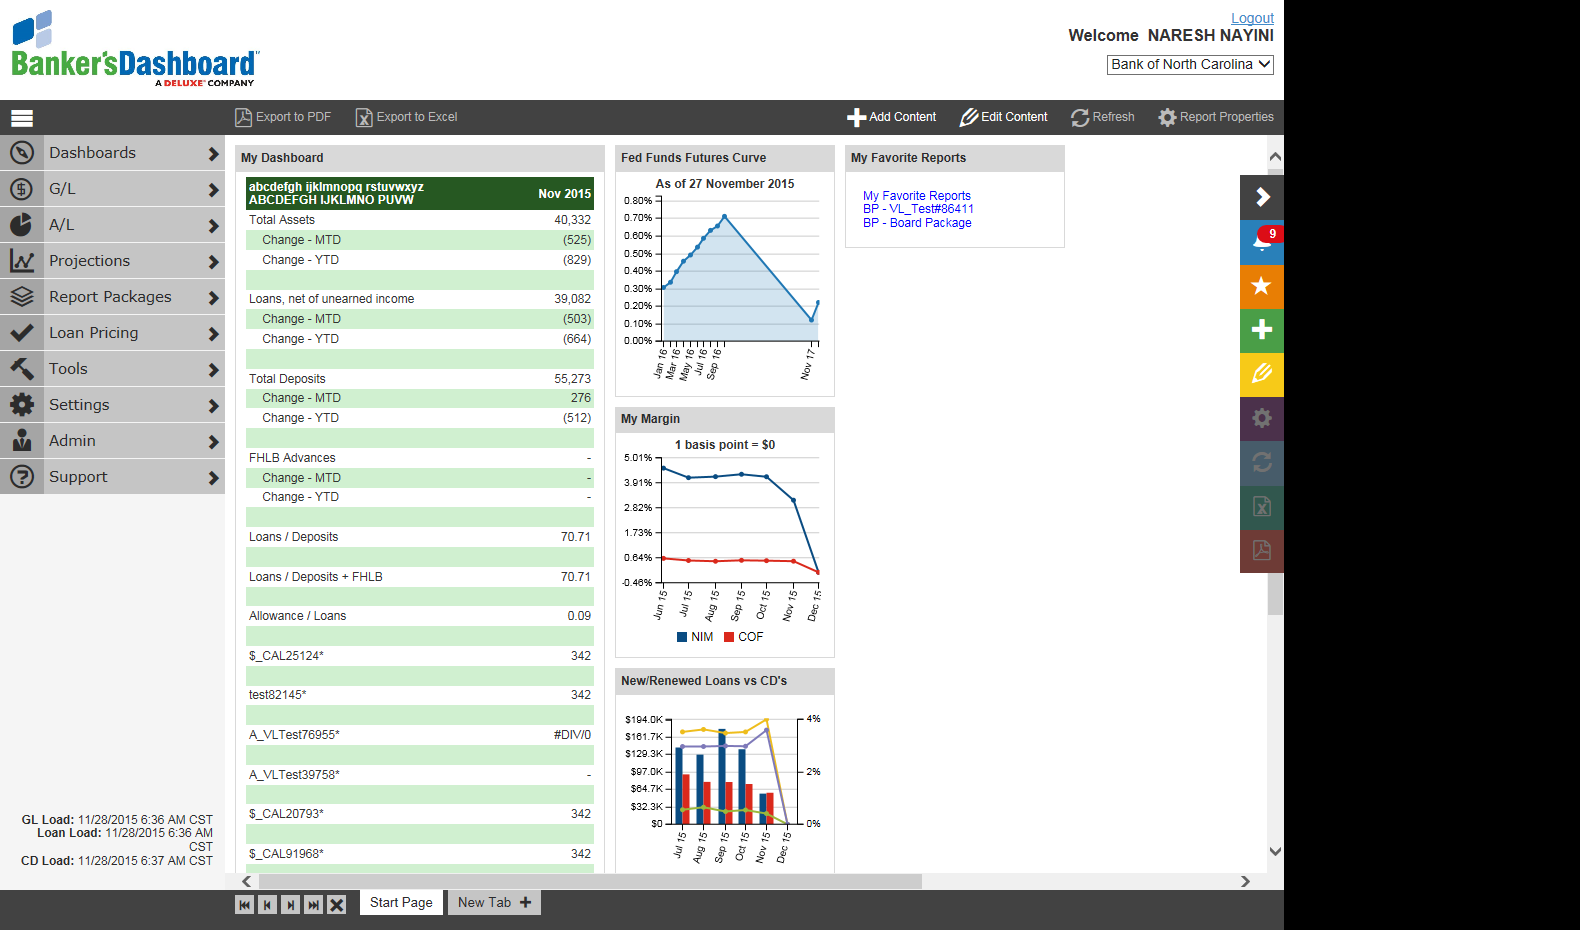 Logout
Welcome NARESH NAYINI
Bank of North Carolina
Banker'sDashboard
A DELUXE COMPANY
Export to PDF Export to Excel Add Content Edit Content Refresh Report Properties
Dashboards
G/L
A/L
Projections
Report Packages
Loan Pricing
Tools
Settings
Admin
Support
GL Load: 11/28/2015 6:36 AM CST
Loan Load: 11/28/2015 6:36 AM
CST
CD Load: 11/28/2015 6:37 AM CST
My Dashboard
abcdefgh ijklmnopq rstuvwxyz
ABCDEFGH IJKLMNO PUVW Nov 2015
Total Assets 40,332
Change - MTD (525)
Change - YTD (829)
Loans, net of unearned income 39,082
Change - MTD (503)
Change - YTD (664)
Total Deposits 55,273
Change - MTD 276
Change - YTD (512)
FHLB Advances -
Change - MTD -
Change - YTD -
Loans / Deposits 70.71
Loans / Deposits + FHLB 70.71
Allowance / Loans 0.09
$_CAL25124* 342
test82145* 342
A_VLTest76955* #DIV/0
A_VLTest39758* -
$_CAL20793* 342
$_CAL91968* 342
Fed Funds Futures Curve
As of 27 November 2015
0.80%
0.70%
0.60%
0.50%
0.40%
0.30%
0.20%
0.10%
0.00%
Jan 16 Mar 16 May 16 Jul 16 Sep 16 Nov 17
My Margin
1 basis point = $0
5.01%
3.91%
2.82%
1.73%
0.64%
-0.46%
Jun 15 Jul 15 Aug 15 Sep 15 Oct 15 Nov 15 Dec 15
NIM COF
New/Renewed Loans vs CD's
$194.0K 4%
$161.7K
$129.3K
$97.0K 2%
$64.7K
$32.3K
$0 0%
Jul 15 Aug 15 Sep 15 Oct 15 Nov 15 Dec 15
My Favorite Reports
My Favorite Reports
BP - VL_Test#86411
BP - Board Package
9
Start Page New Tab